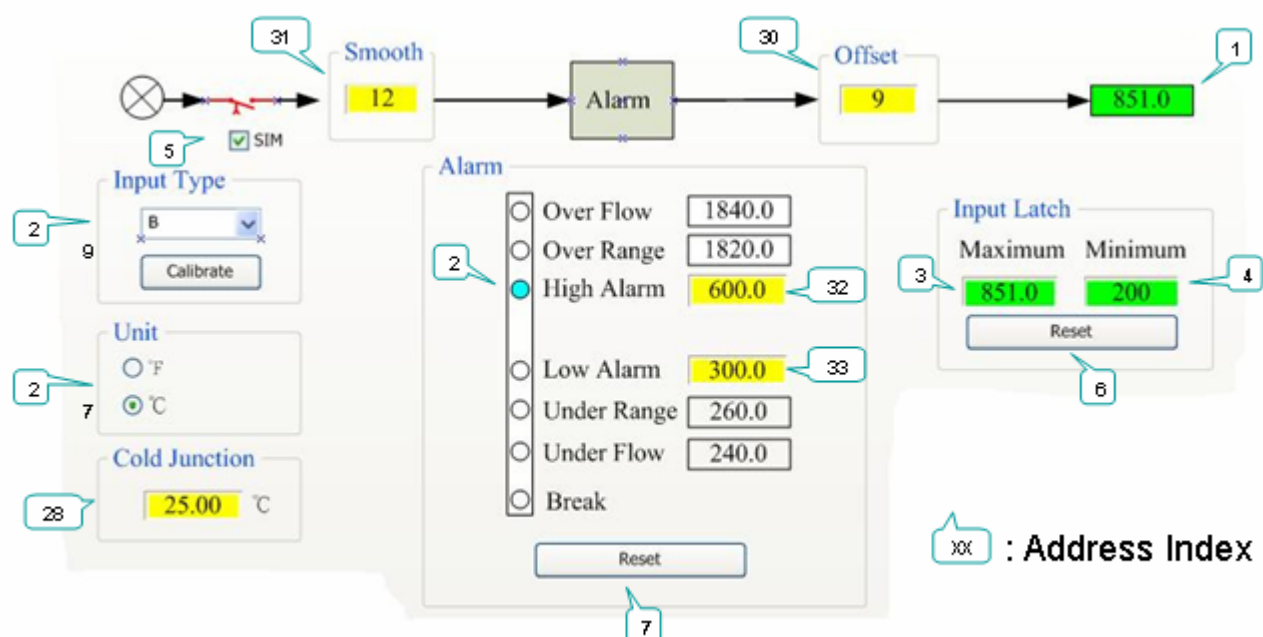 31
Smooth
12
Alarm
30
Offset
9
1
851.0
5
SIM
Input Type
2
9
B
Calibrate
Unit
2
7
°F
°C
Cold Junction
28
25.00 °C
Alarm
Over Flow 1840.0
Over Range 1820.0
2
High Alarm 600.0
32
Low Alarm 300.0
33
Under Range 260.0
Under Flow 240.0
Break
Reset
7
Input Latch
Maximum Minimum
3
851.0 200
4
Reset
6
xx : Address Index